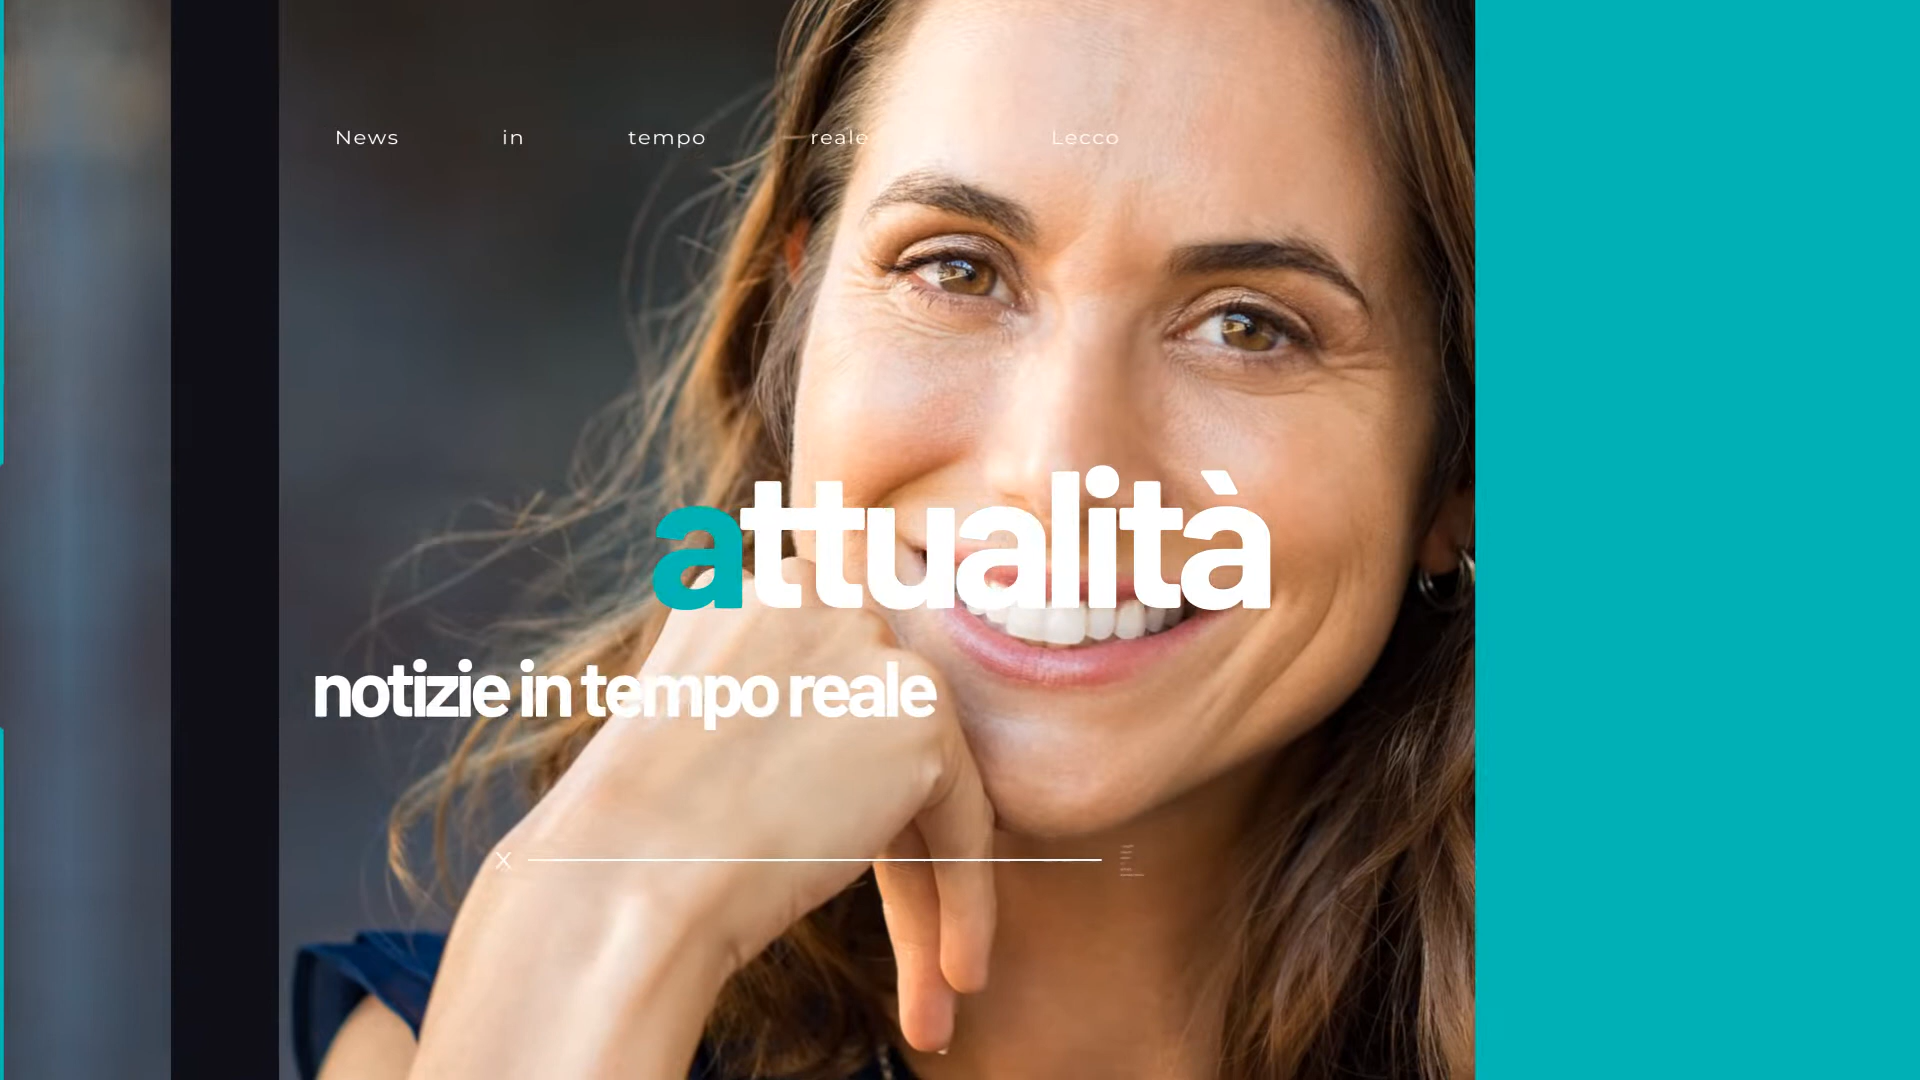 News in tempo reale Lecco
attualità
notizie in tempo reale
X